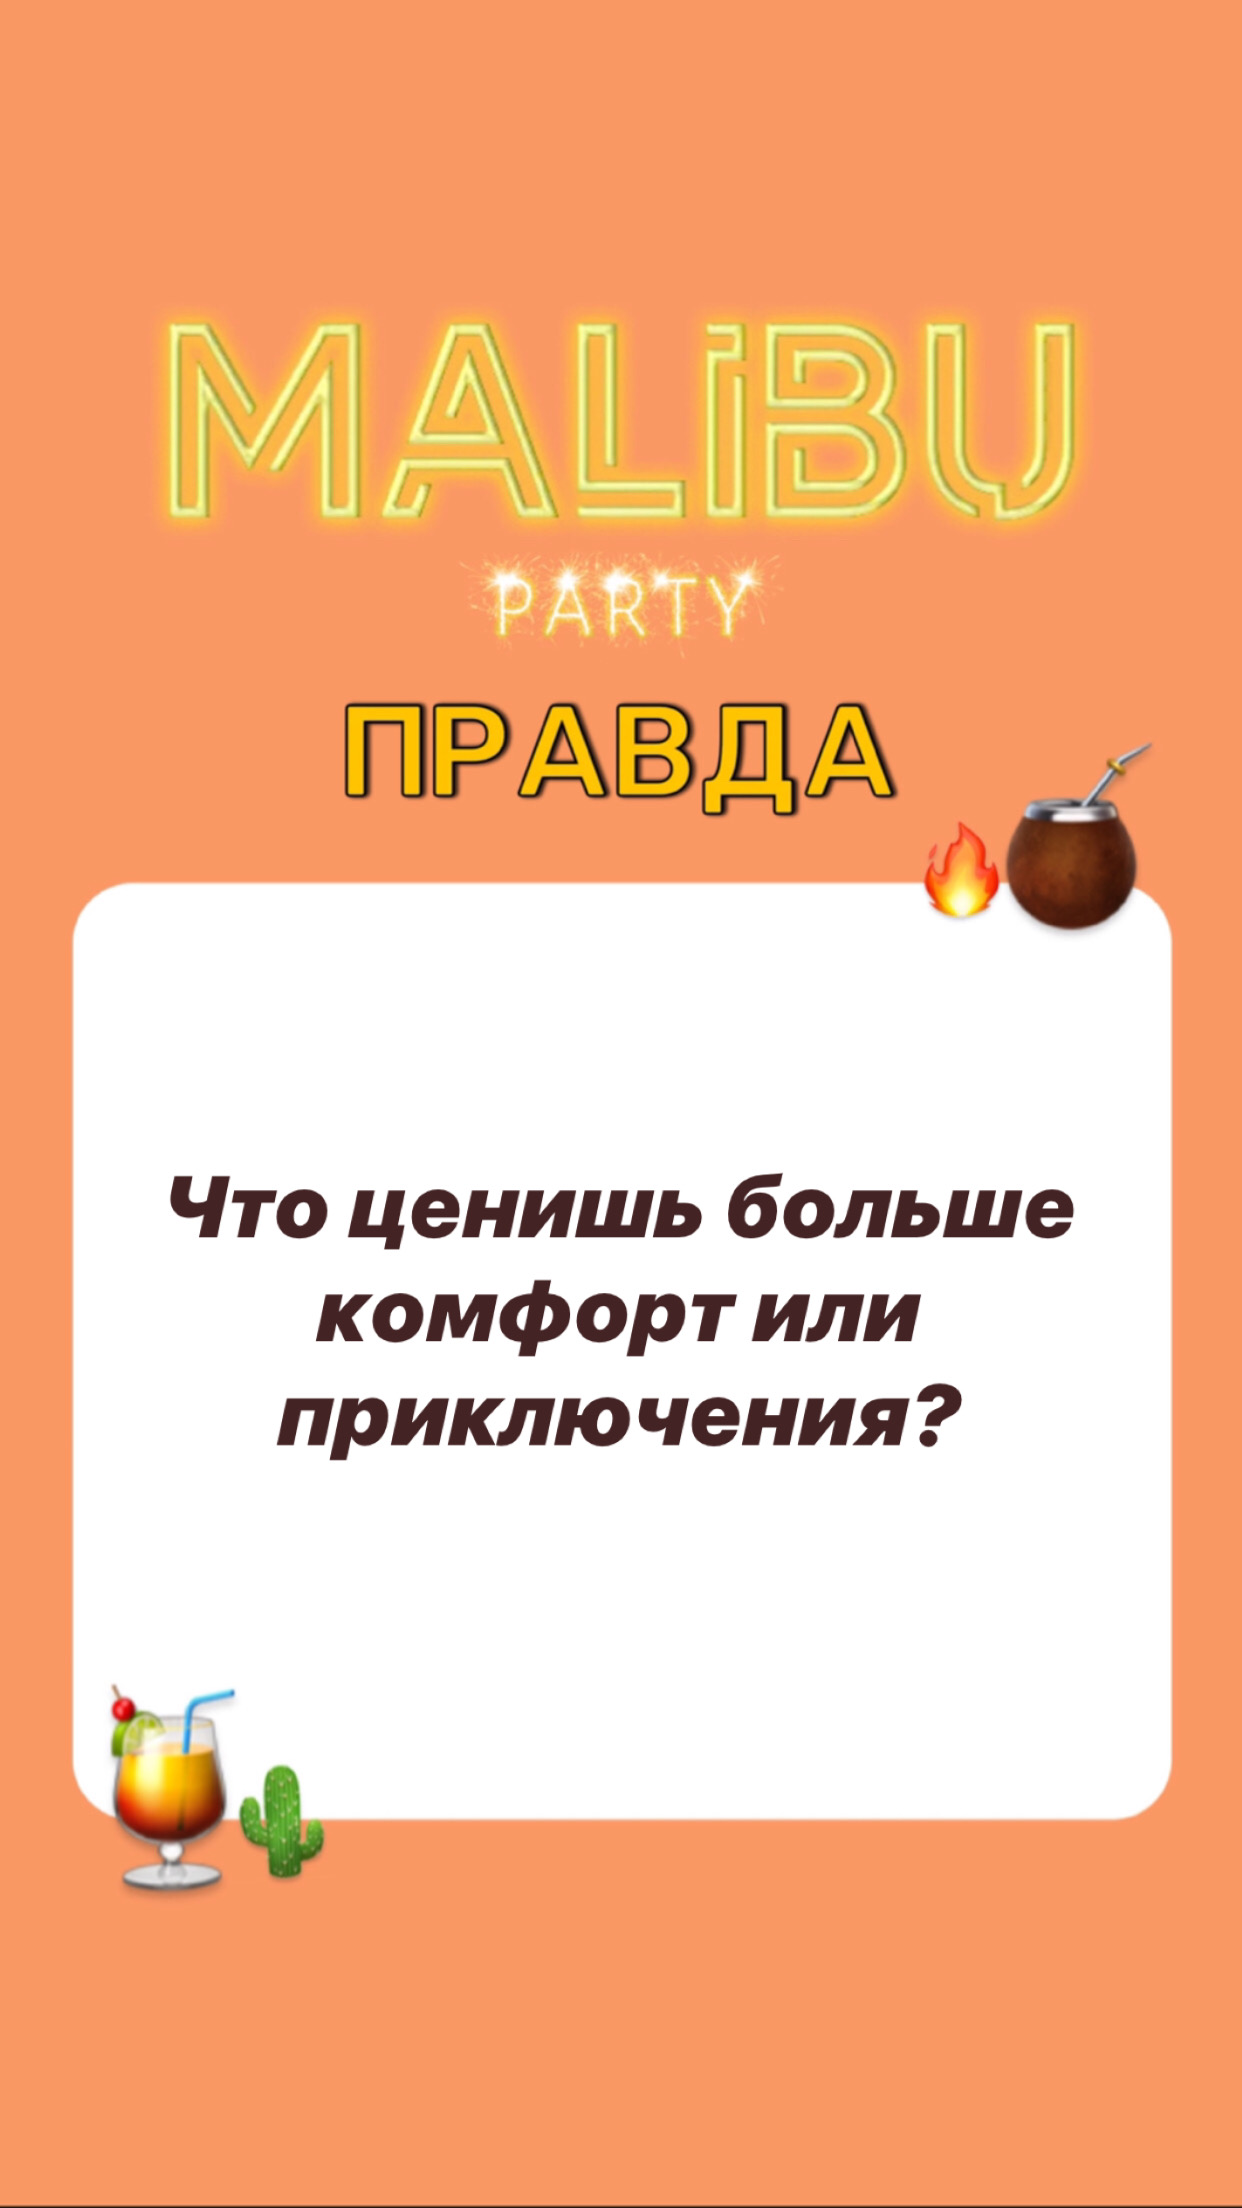 MALiBU
PARTY
ПРАВДА
Что ценишь больше
комфорт или
приключения?